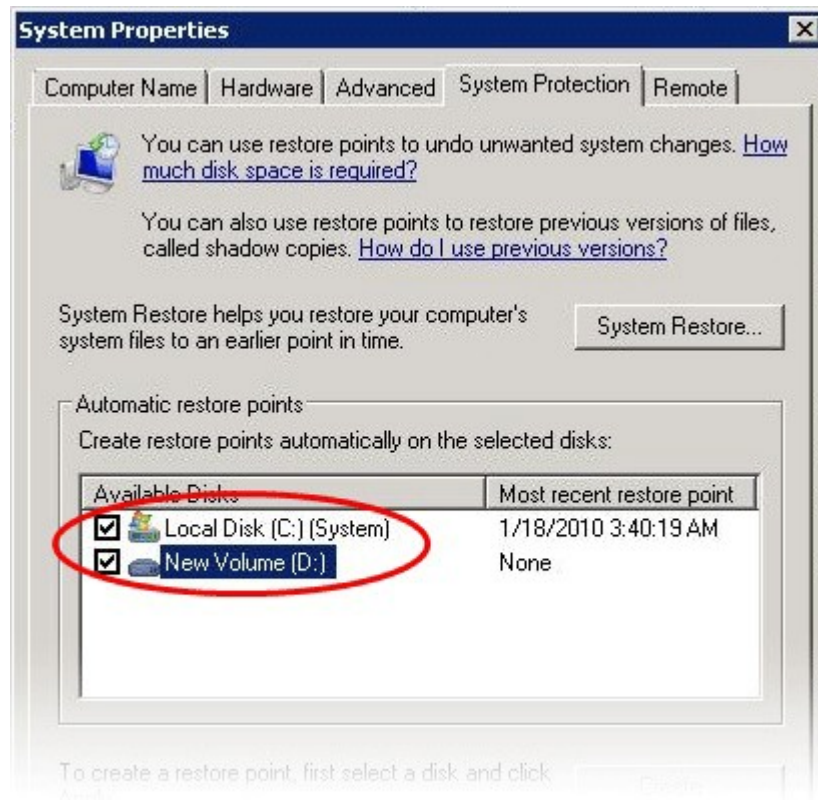 System Properties
Computer Name Hardware Advanced System Protection Remote
You can use restore points to undo unwanted system changes. How
much disk space is required?
You can also use restore points to restore previous versions of files,
called shadow copies. How do I use previous versions?
System Restore helps you restore your computer's
system files to an earlier point in time.
System Restore...
Automatic restore points
Create restore points automatically on the selected disks:
Available Disks Most recent restore point
Local Disk (C:) (System) 1/18/2010 3:40:19 AM
New Volume (D:) None
To create a restore point, first select a disk and click